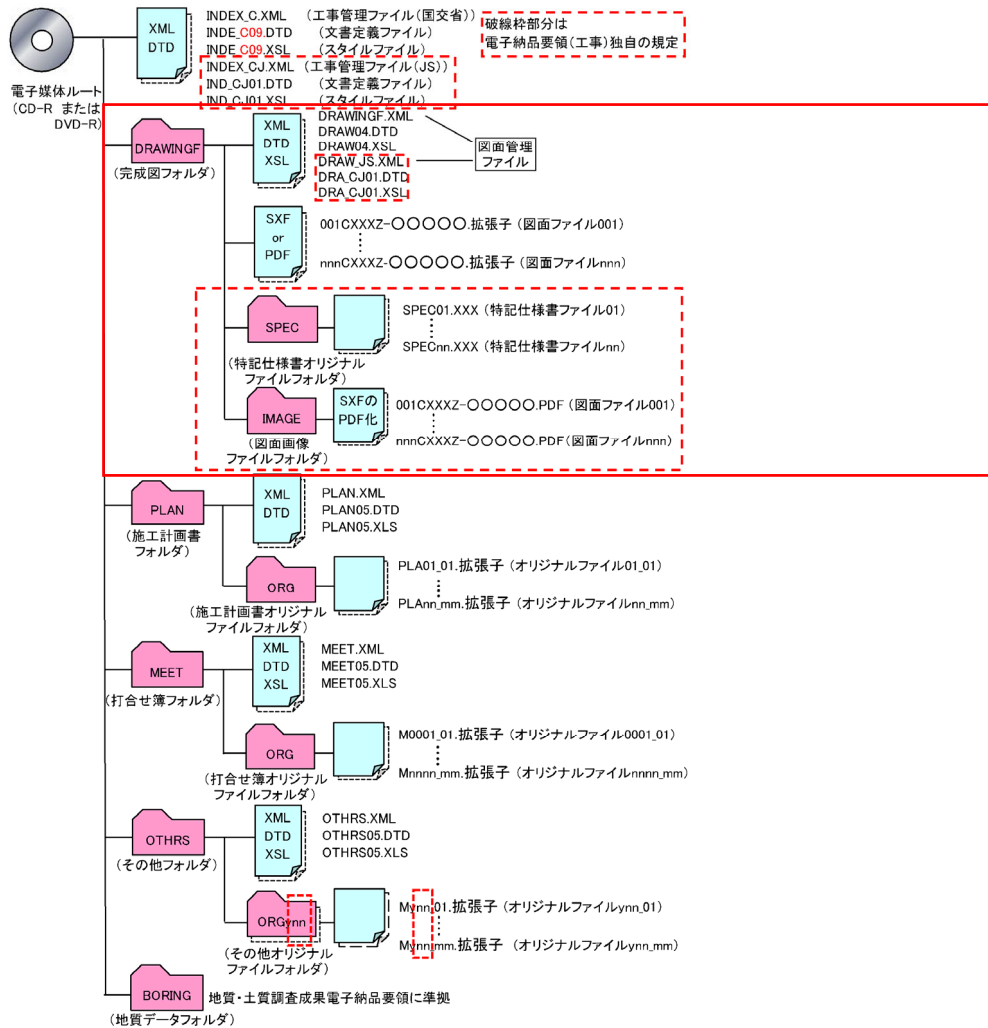 XML
DTD
INDEX_C.XML （工事管理ファイル（国交省））
INDE_C09.DTD （文書定義ファイル）
INDE_C09.XSL （スタイルファイル）
INDEX_CJ.XML （工事管理ファイル（JS））
IND_CJ01.DTD （文書定義ファイル）
IND_CJ01.XSL （スタイルファイル）
破線枠部分は
電子納品要領（工事）独自の規定
電子媒体ルート
（CD-R または
DVD-R）
DRAWINGF
（完成図フォルダ）
XML
DTD
XSL
DRAWINGF.XML
DRAW04.DTD
DRAW04.XSL
DRAW_JS.XML
DRA_CJ01.DTD
DRA_CJ01.XSL
図面管理
ファイル
SXF
or
PDF
001CXXXZ-○○○○○.拡張子（図面ファイル001）
nnnCXXXZ-○○○○○.拡張子（図面ファイルnnn）
SPEC
（特記仕様書オリジナル
ファイルフォルダ）
SPEC01.XXX（特記仕様書ファイル01）
SPECnn.XXX（特記仕様書ファイルnn）
IMAGE
（図面画像
ファイルフォルダ）
SXFの
PDF化
001CXXXZ-○○○○○.PDF（図面ファイル001）
nnnCXXXZ-○○○○○.PDF（図面ファイルnnn）
PLAN
（施工計画書
フォルダ）
XML
DTD
PLAN.XML
PLAN05.DTD
PLAN05.XLS
ORG
（施工計画書オリジナル
ファイルフォルダ）
PLA01_01.拡張子（オリジナルファイル01_01）
PLAnn_mm.拡張子（オリジナルファイルnn_mm）
MEET
（打合せ簿フォルダ）
XML
DTD
XSL
MEET.XML
MEET05.DTD
MEET05.XLS
ORG
（打合せ簿オリジナル
ファイルフォルダ）
M0001_01.拡張子（オリジナルファイル0001_01）
Mnnnn_mm.拡張子（オリジナルファイルnnnn_mm）
OTHRS
（その他フォルダ）
XML
DTD
XSL
OTHRS.XML
OTHRS05.DTD
OTHRS05.XLS
ORGynn
（その他オリジナル
ファイルフォルダ）
Mynn_01.拡張子（オリジナルファイルynn_01）
Mynn_mm.拡張子（オリジナルファイルynn_mm）
BORING
（地質データフォルダ）
地質・土質調査成果電子納品要領に準拠